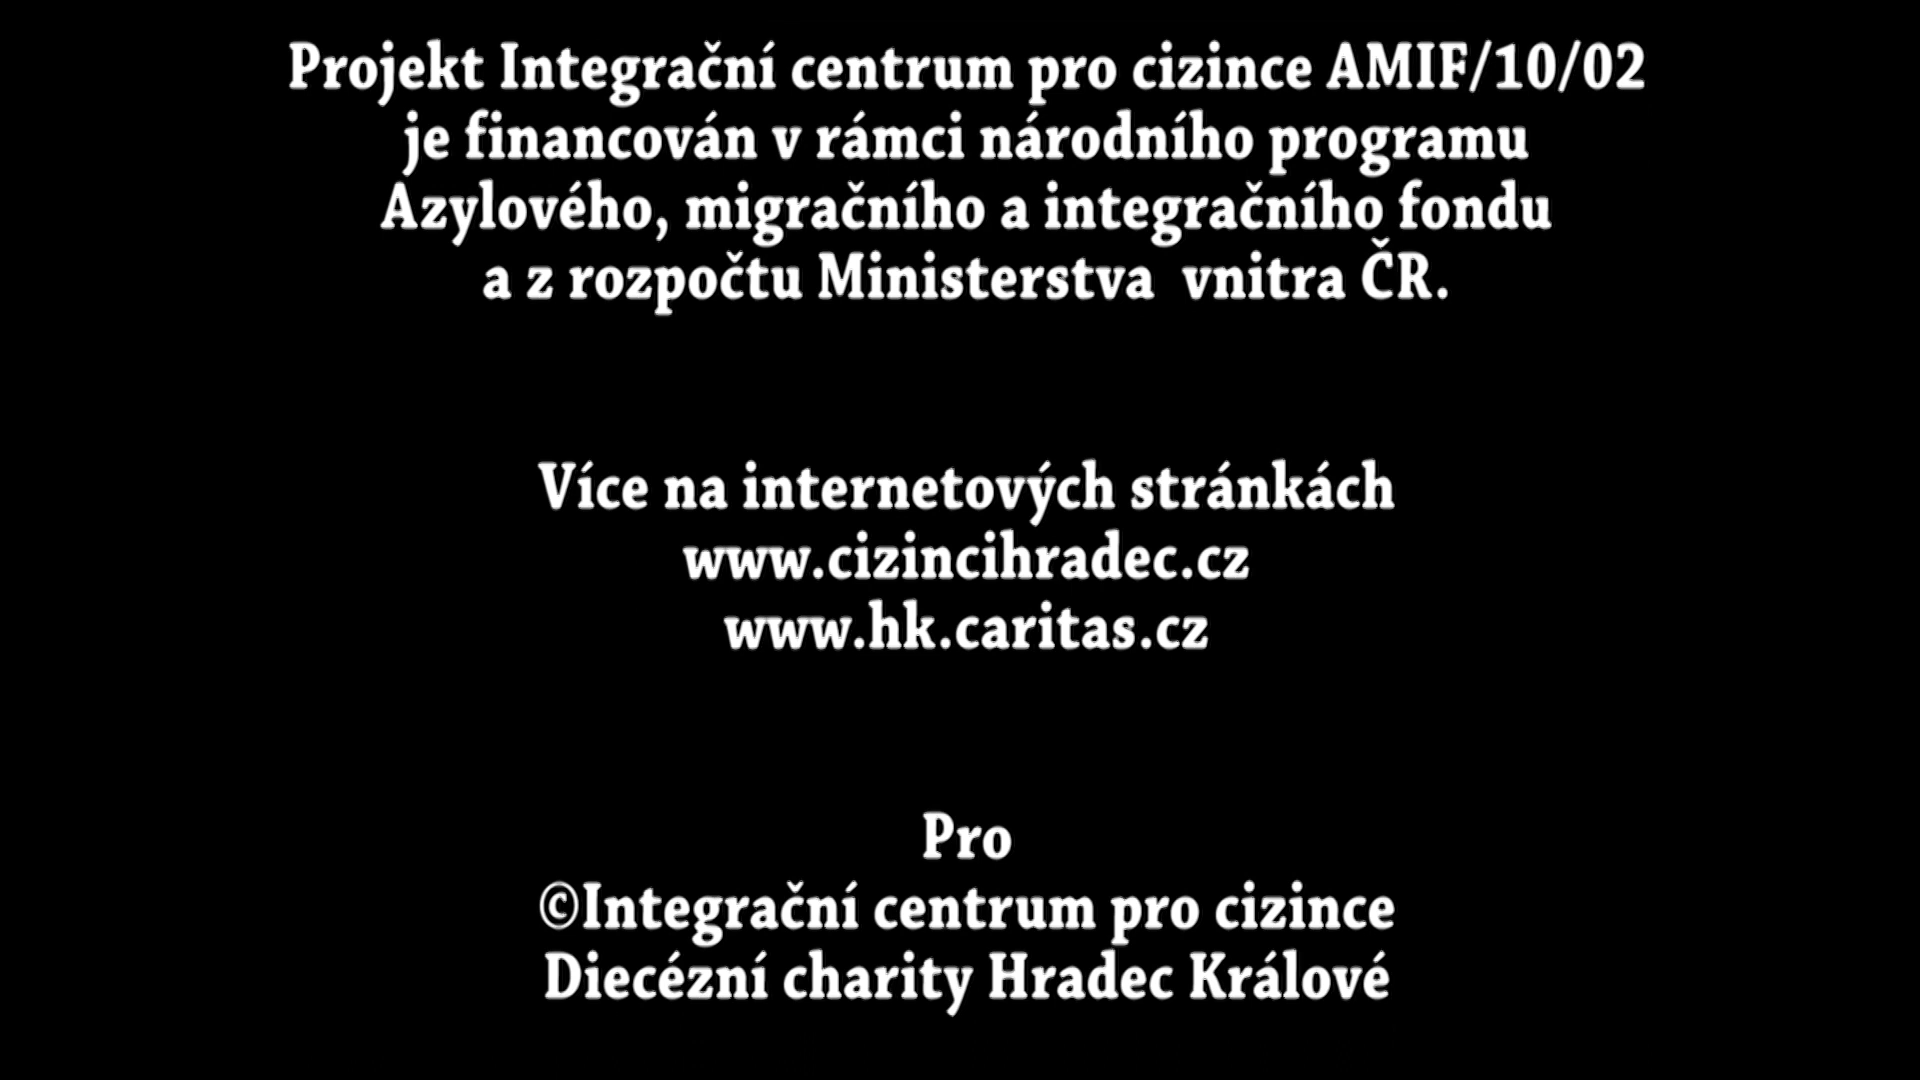 Projekt Integrační centrum pro cizince AMIF/10/02
je financován v rámci národního programu
Azylového, migračního a integračního fondu
a z rozpočtu Ministerstva  vnitra ČR.
Více na internetových stránkách
www.cizincihradec.cz
www.hk.caritas.cz
Pro
©Integrační centrum pro cizince
Diecézní charity Hradec Králové